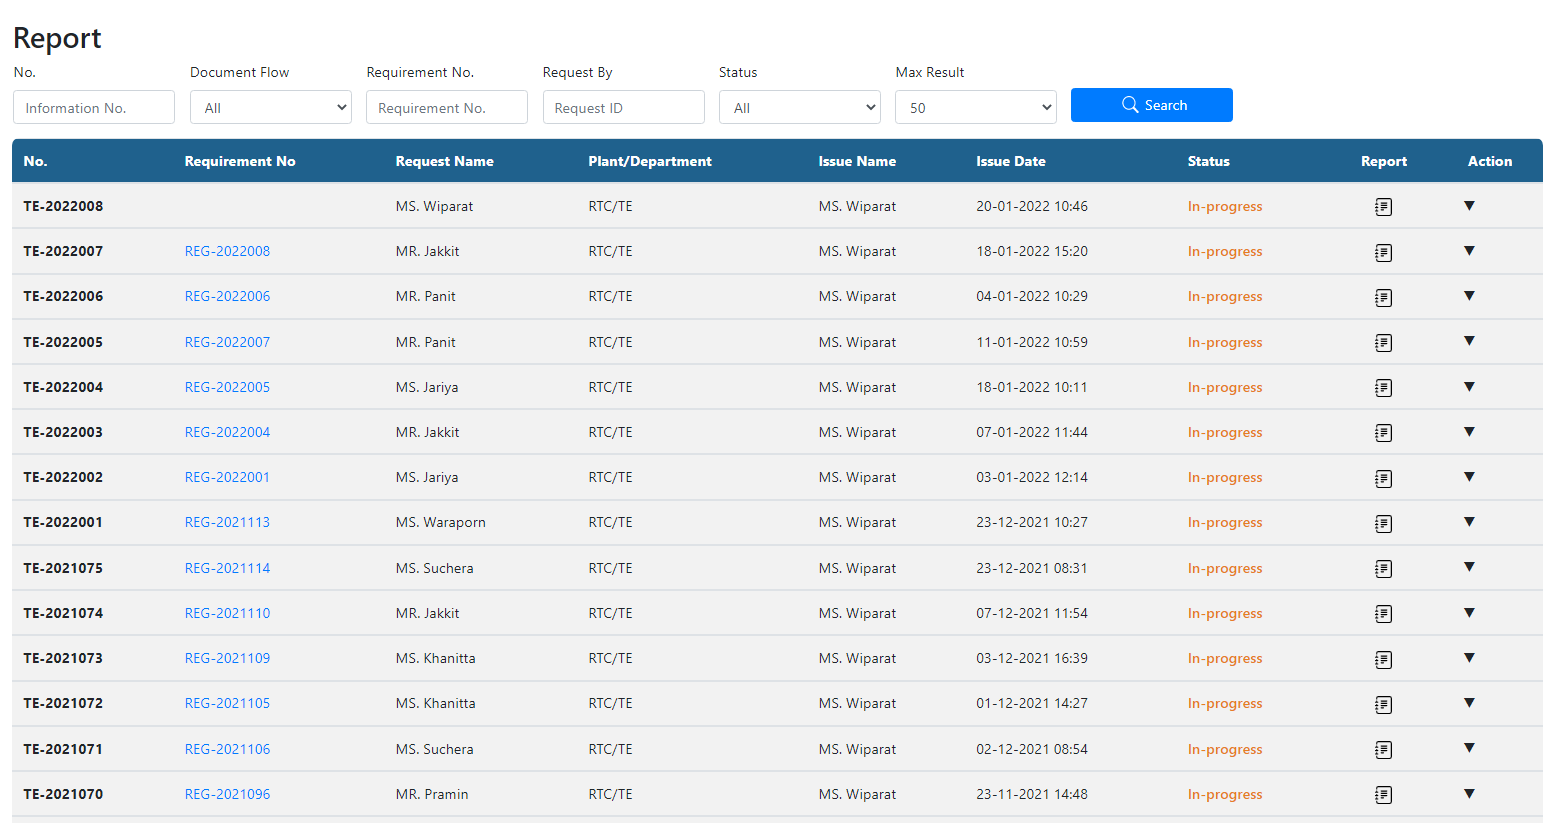 Report
No. Document Flow Requirement No. Request By Status Max Result
Information No. All Requirement No. Request ID All 50 Search
No. Requirement No Request Name Plant/Department Issue Name Issue Date Status Report Action
TE-2022008 MS. Wiparat RTC/TE MS. Wiparat 20-01-2022 10:46 In-progress
TE-2022007 REG-2022008 MR. Jakkit RTC/TE MS. Wiparat 18-01-2022 15:20 In-progress
TE-2022006 REG-2022006 MR. Panit RTC/TE MS. Wiparat 04-01-2022 10:29 In-progress
TE-2022005 REG-2022007 MR. Panit RTC/TE MS. Wiparat 11-01-2022 10:59 In-progress
TE-2022004 REG-2022005 MS. Jariya RTC/TE MS. Wiparat 18-01-2022 10:11 In-progress
TE-2022003 REG-2022004 MR. Jakkit RTC/TE MS. Wiparat 07-01-2022 11:44 In-progress
TE-2022002 REG-2022001 MS. Jariya RTC/TE MS. Wiparat 03-01-2022 12:14 In-progress
TE-2022001 REG-2021113 MS. Waraporn RTC/TE MS. Wiparat 23-12-2021 10:27 In-progress
TE-2021075 REG-2021114 MS. Suchera RTC/TE MS. Wiparat 23-12-2021 08:31 In-progress
TE-2021074 REG-2021110 MR. Jakkit RTC/TE MS. Wiparat 07-12-2021 11:54 In-progress
TE-2021073 REG-2021109 MS. Khanitta RTC/TE MS. Wiparat 03-12-2021 16:39 In-progress
TE-2021072 REG-2021105 MS. Khanitta RTC/TE MS. Wiparat 01-12-2021 14:27 In-progress
TE-2021071 REG-2021106 MS. Suchera RTC/TE MS. Wiparat 02-12-2021 08:54 In-progress
TE-2021070 REG-2021096 MR. Pramin RTC/TE MS. Wiparat 23-11-2021 14:48 In-progress